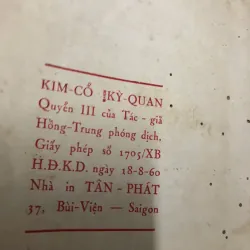 KIM-CỔ KỲ-QUAN
Quyển III của Tác - giả
Hồng-Trung phóng dịch.
Giấy phép số 1705/XB
H.Đ.K.D. ngày 18-8-60
Nhà in TÂN - PHÁT
37, Bùi-Viện — Saigon